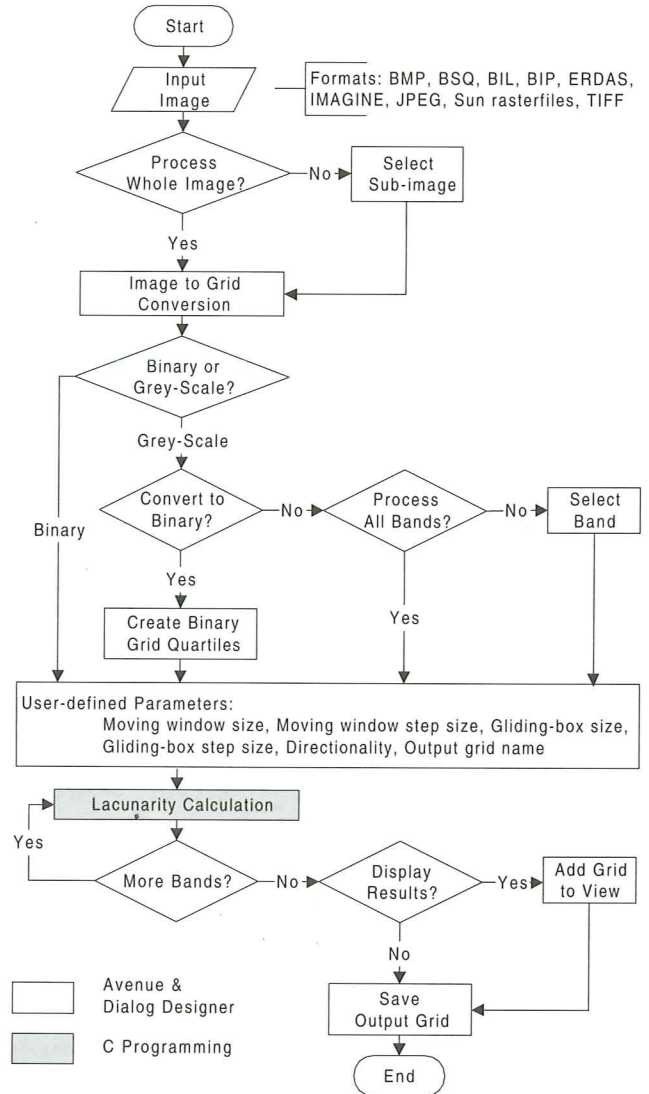 Start
Input
Image
Formats: BMP, BSQ, BIL, BIP, ERDAS,
IMAGINE, JPEG, Sun rasterfiles, TIFF
Process
Whole Image?
No
Select
Sub-image
Yes
Image to Grid
Conversion
Binary or
Grey-Scale?
Grey-Scale
Binary
Convert to
Binary?
No
Process
All Bands?
No
Select
Band
Yes
Yes
Create Binary
Grid Quartiles
User-defined Parameters:
Moving window size, Moving window step size, Gliding-box size,
Gliding-box step size, Directionality, Output grid name
Lacunarity Calculation
Yes
More Bands?
No
Display
Results?
Yes
Add Grid
to View
No
Save
Output Grid
End
Avenue &
Dialog Designer
C Programming